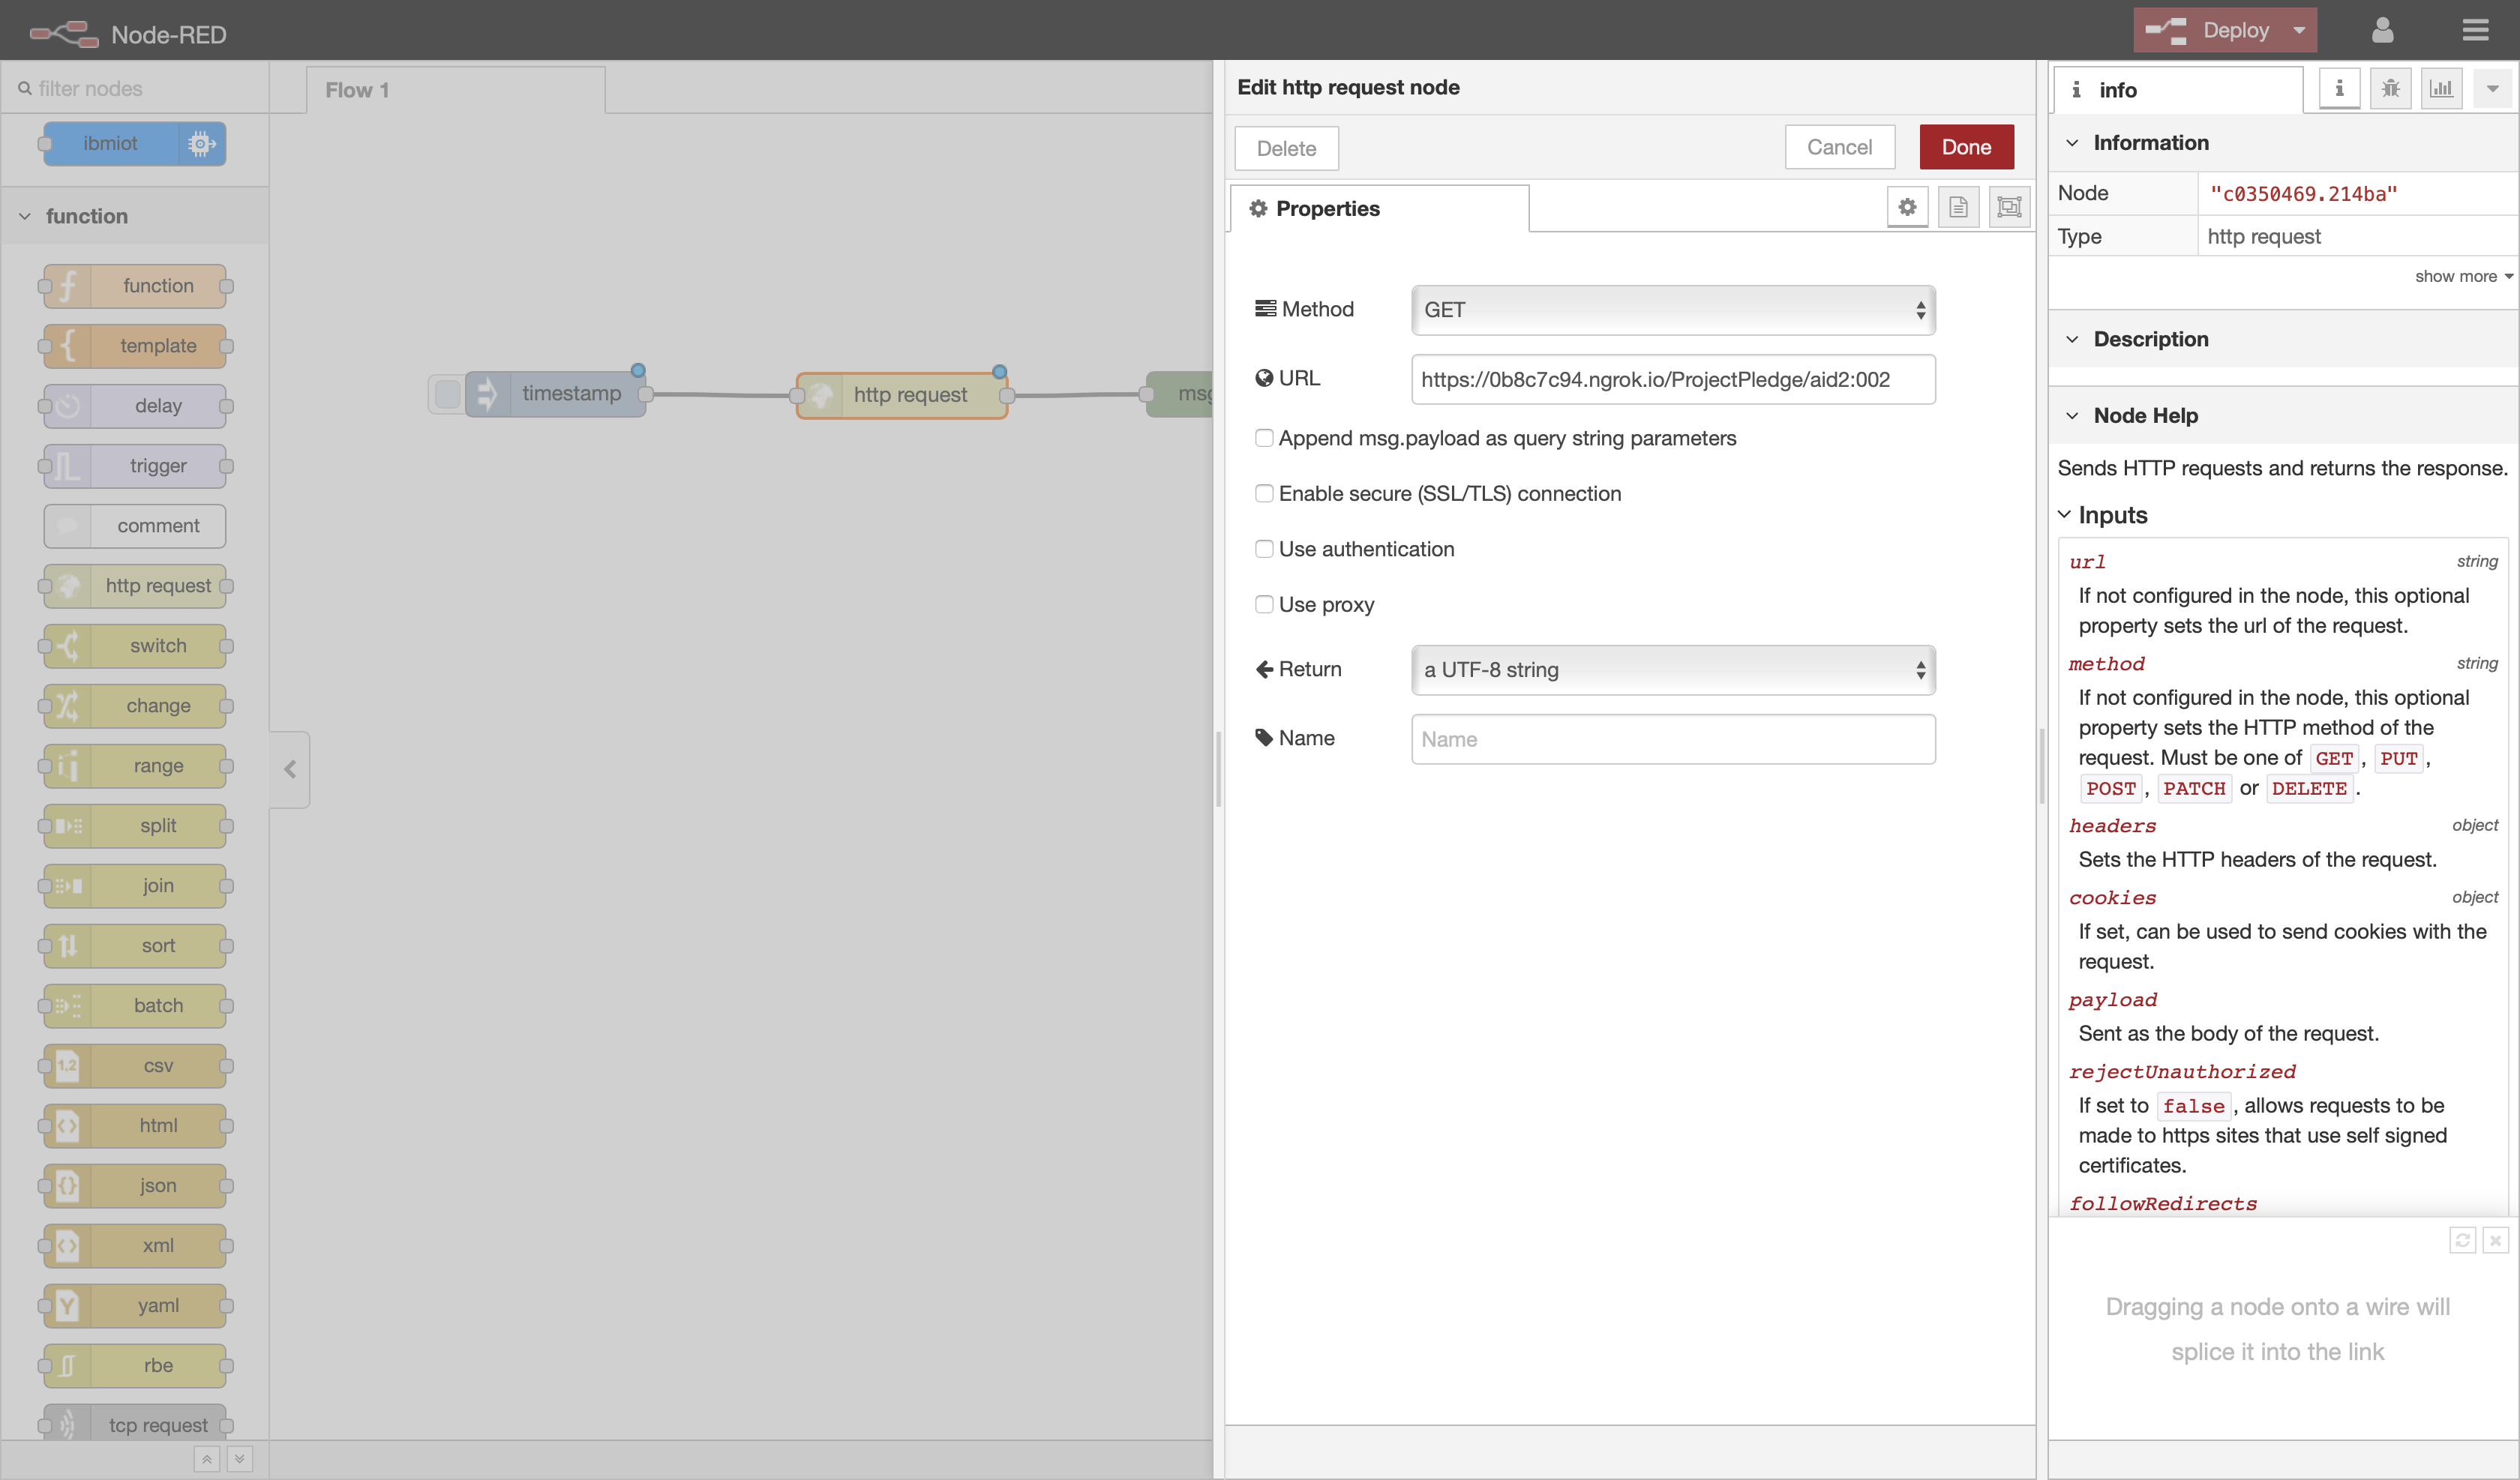 Node-RED
Deploy
filter nodes
ibmiot
function
function
template
delay
trigger
comment
http request
switch
change
range
split
join
sort
batch
1,2
csv
html
json
xml
yaml
rbe
tcp request
Flow 1
timestamp
http request
Edit http request node
Delete
Cancel
Done
Properties
Method
GET
URL
https://0b8c7c94.ngrok.io/ProjectPledge/aid2:002
Append msg.payload as query string parameters
Enable secure (SSL/TLS) connection
Use authentication
Use proxy
Return
a UTF-8 string
Name
Name
info
Information
Node
"c0350469.214ba"
Type
http request
show more
Description
Node Help
Sends HTTP requests and returns the response.
Inputs
url
string
If not configured in the node, this optional
property sets the url of the request.
method
string
If not configured in the node, this optional
property sets the HTTP method of the
request. Must be one of GET, PUT,
POST, PATCH or DELETE.
headers
object
Sets the HTTP headers of the request.
cookies
object
If set, can be used to send cookies with the
request.
payload
Sent as the body of the request.
rejectUnauthorized
If set to false, allows requests to be
made to https sites that use self signed
certificates.
followRedirects
Dragging a node onto a wire will
splice it into the link